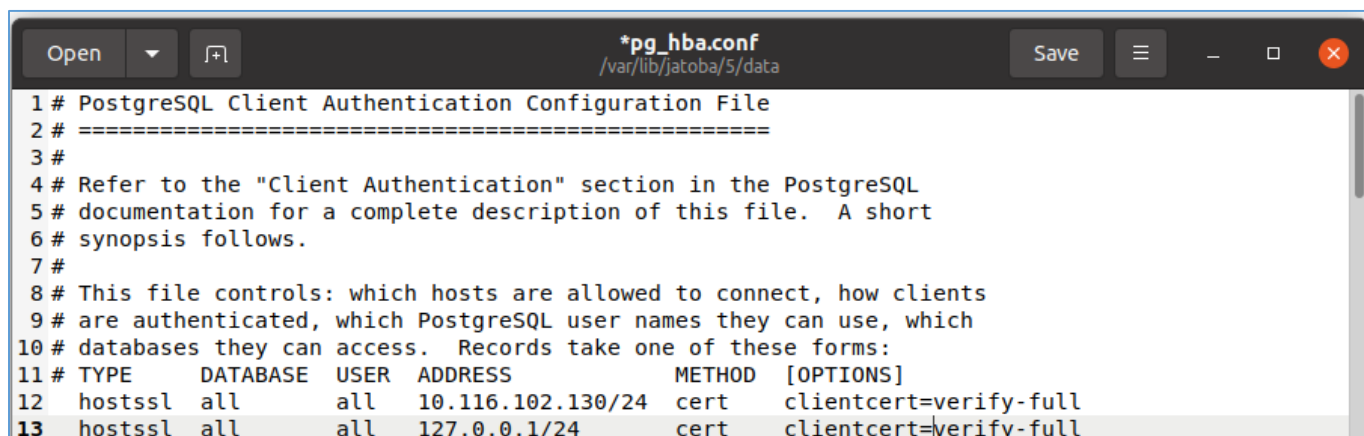 Open
*pg_hba.conf
/var/lib/jatoba/5/data
Save
1 # PostgreSQL Client Authentication Configuration File
2 # ===================================================
3 #
4 # Refer to the "Client Authentication" section in the PostgreSQL
5 # documentation for a complete description of this file.  A short
6 # synopsis follows.
7 #
8 # This file controls: which hosts are allowed to connect, how clients
9 # are authenticated, which PostgreSQL user names they can use, which
10 # databases they can access.  Records take one of these forms:
11 # TYPE     DATABASE  USER  ADDRESS            METHOD  [OPTIONS]
12   hostssl  all       all   10.116.102.130/24  cert    clientcert=verify-full
13   hostssl  all       all   127.0.0.1/24       cert    clientcert=verify-full